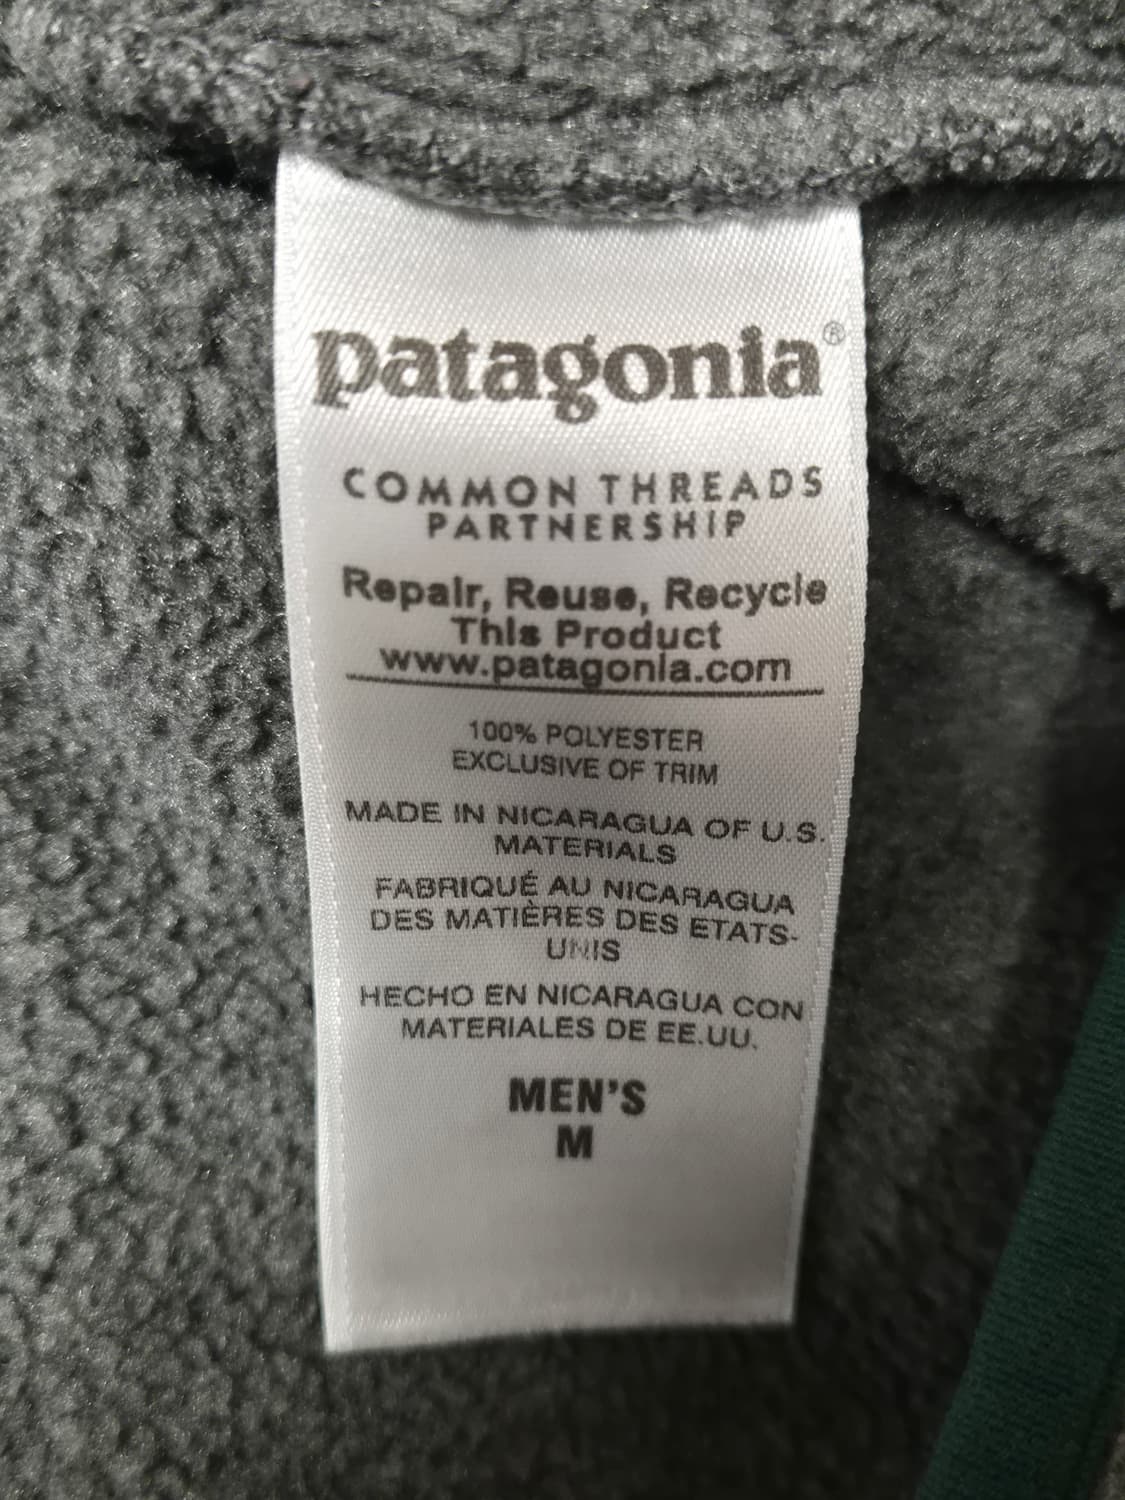 patagonia®
COMMON THREADS
PARTNERSHIP
Repair, Reuse, Recycle
This Product
www.patagonia.com
100% POLYESTER
EXCLUSIVE OF TRIM
MADE IN NICARAGUA OF U.S.
MATERIALS
FABRIQUÉ AU NICARAGUA
DES MATIÈRES DES ETATS-
UNIS
HECHO EN NICARAGUA CON
MATERIALES DE EE.UU.
MEN'S
M